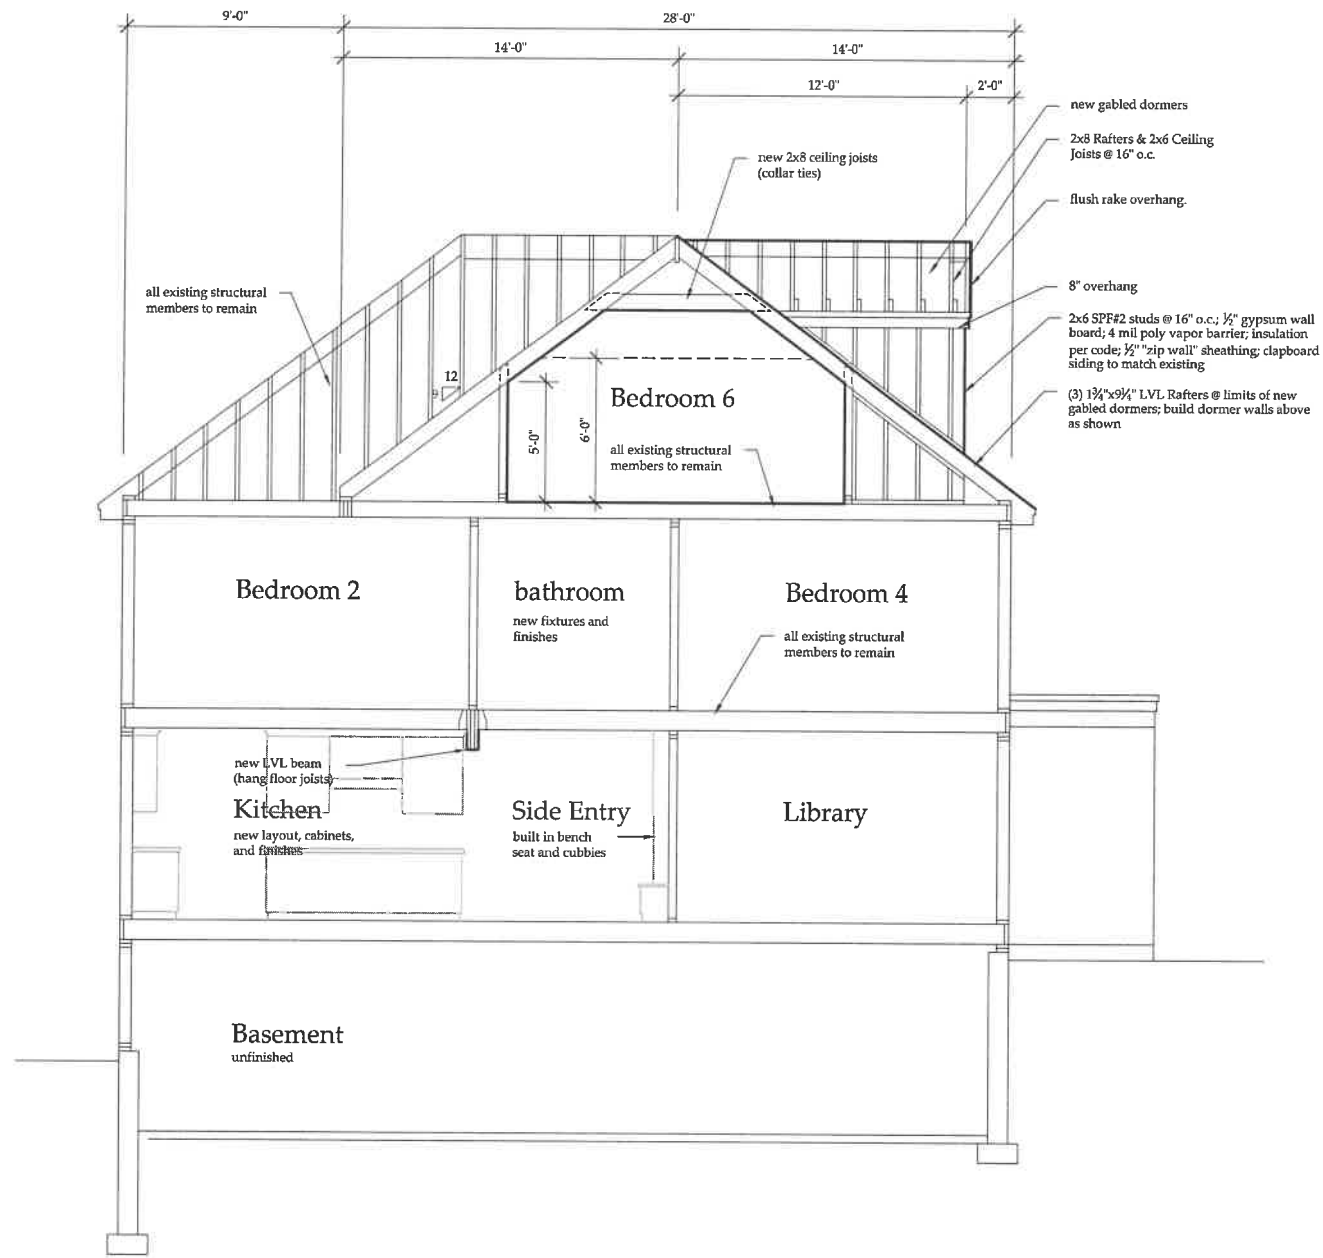 9'-0"
28'-0"
14'-0"
14'-0"
12'-0"
2'-0"
new gabled dormers
2x8 Rafters & 2x6 Ceiling
Joists @ 16" o.c.
new 2x8 ceiling joists
(collar ties)
flush rake overhang.
all existing structural
members to remain
8" overhang
2x6 SPF#2 studs @ 16" o.c.; ½" gypsum wall
board; 4 mil poly vapor barrier; insulation
per code; ½" "zip wall" sheathing; clapboard
siding to match existing
12
9
(3) 1¾"x9¼" LVL Rafters @ limits of new
gabled dormers; build dormer walls above
as shown
Bedroom 6
5'-0"
6'-0"
all existing structural
members to remain
Bedroom 2
bathroom
new fixtures and
finishes
Bedroom 4
all existing structural
members to remain
new LVL beam
(hang floor joists)
Kitchen
new layout, cabinets,
and finishes
Side Entry
built in bench
seat and cubbies
Library
Basement
unfinished